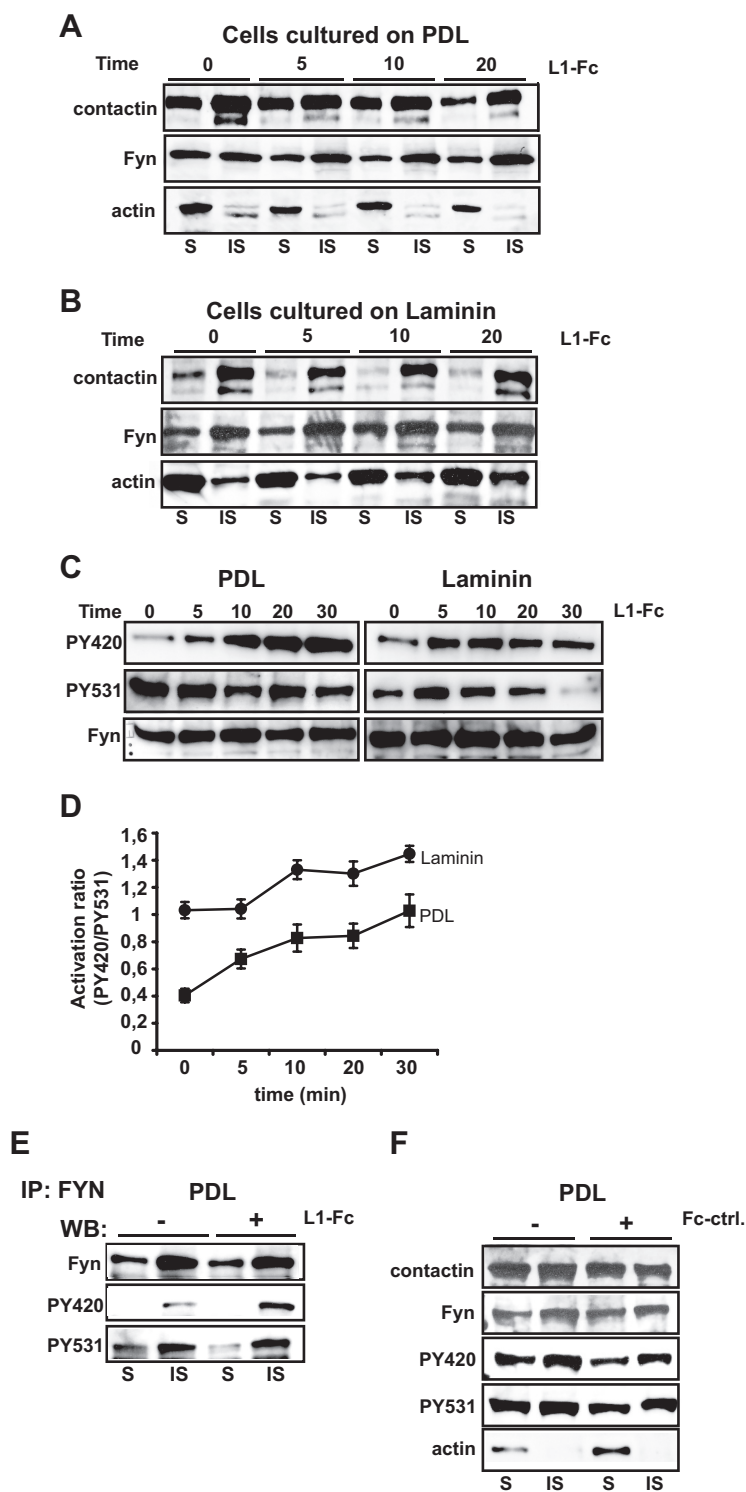 A
Cells cultured on PDL
Time 0 5 10 20 L1-Fc
contactin
Fyn
actin
S IS S IS S IS S IS
B
Cells cultured on Laminin
Time 0 5 10 20 L1-Fc
contactin
Fyn
actin
S IS S IS S IS S IS
C
PDL Laminin
Time 0 5 10 20 30 0 5 10 20 30 L1-Fc
PY420
PY531
Fyn
D
Activation ratio
(PY420/PY531)
1,6
1,4
1,2
1
0,8
0,6
0,4
0,2
0
Laminin
PDL
0 5 10 20 30
time (min)
E
IP: FYN PDL
WB: - + L1-Fc
Fyn
PY420
PY531
S IS S IS
F
PDL
- + Fc-ctrl.
contactin
Fyn
PY420
PY531
actin
S IS S IS